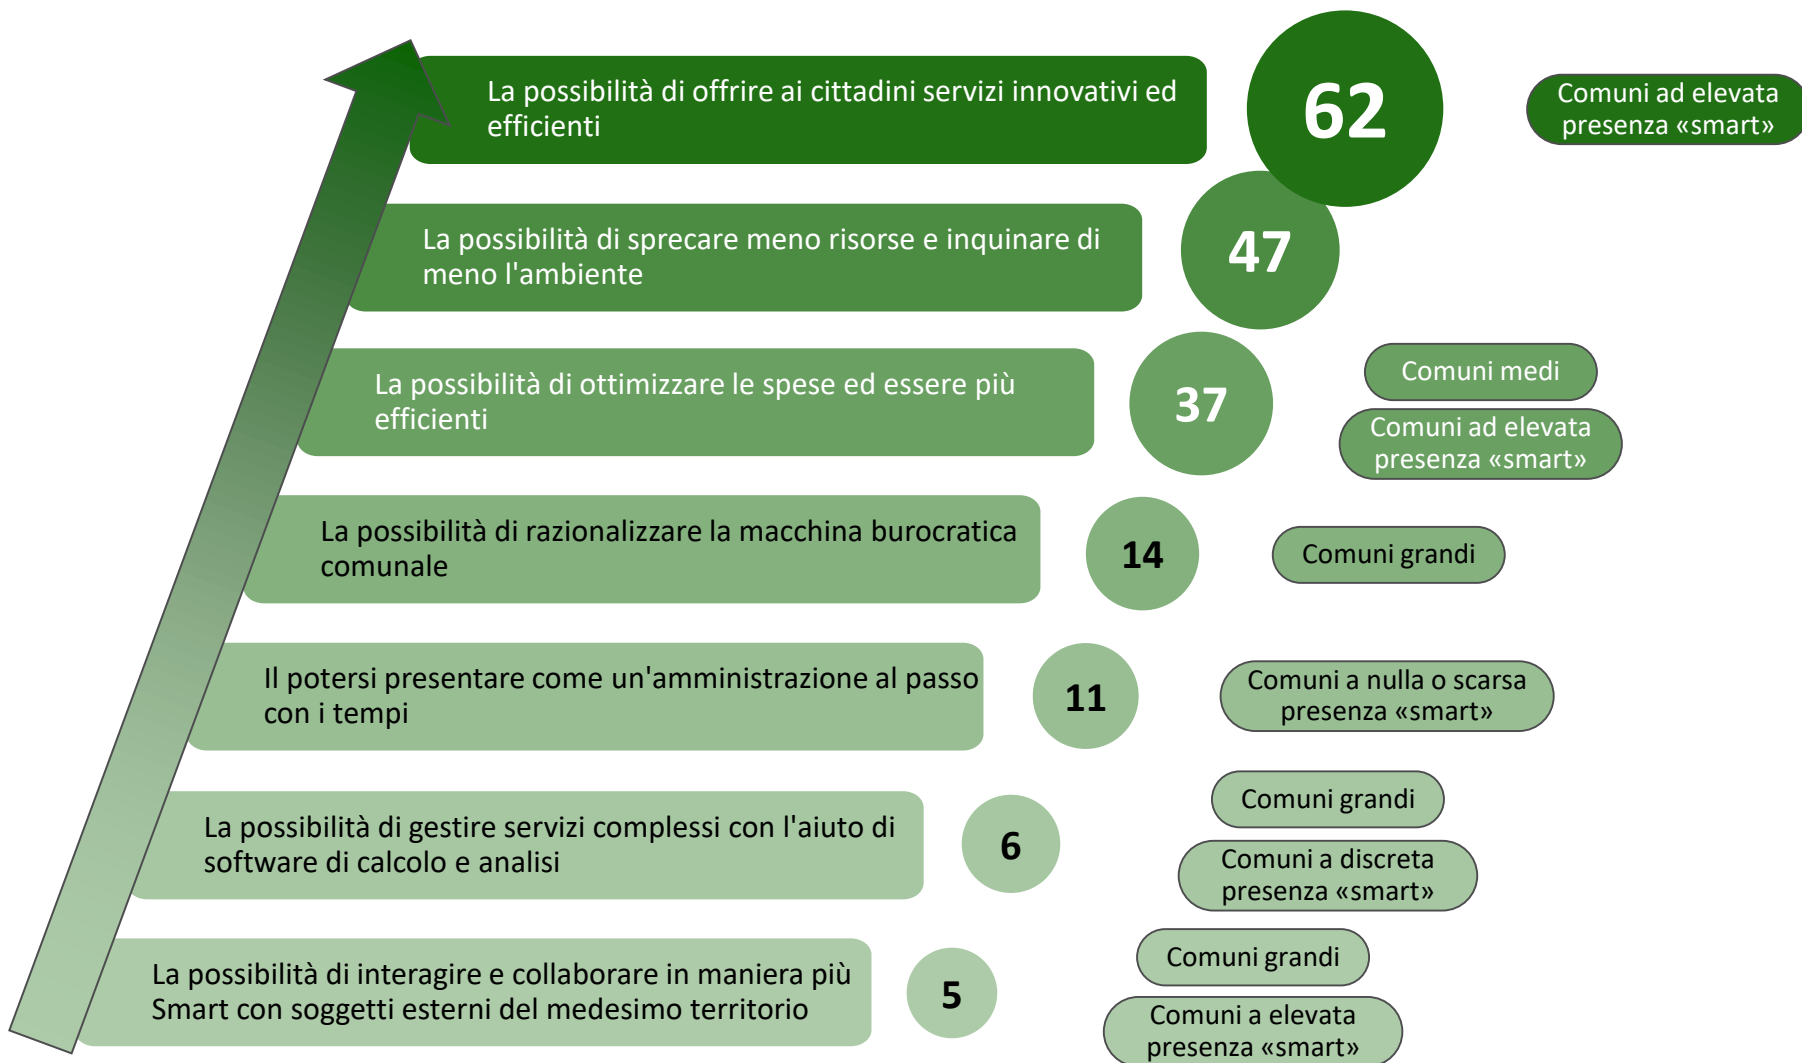 La possibilità di offrire ai cittadini servizi innovativi ed
efficienti
62
Comuni ad elevata
presenza «smart»
La possibilità di sprecare meno risorse e inquinare di
meno l'ambiente
47
La possibilità di ottimizzare le spese ed essere più
efficienti
37
Comuni medi
Comuni ad elevata
presenza «smart»
La possibilità di razionalizzare la macchina burocratica
comunale
14
Comuni grandi
Il potersi presentare come un'amministrazione al passo
con i tempi
11
Comuni a nulla o scarsa
presenza «smart»
La possibilità di gestire servizi complessi con l'aiuto di
software di calcolo e analisi
6
Comuni grandi
Comuni a discreta
presenza «smart»
La possibilità di interagire e collaborare in maniera più
Smart con soggetti esterni del medesimo territorio
5
Comuni grandi
Comuni a elevata
presenza «smart»